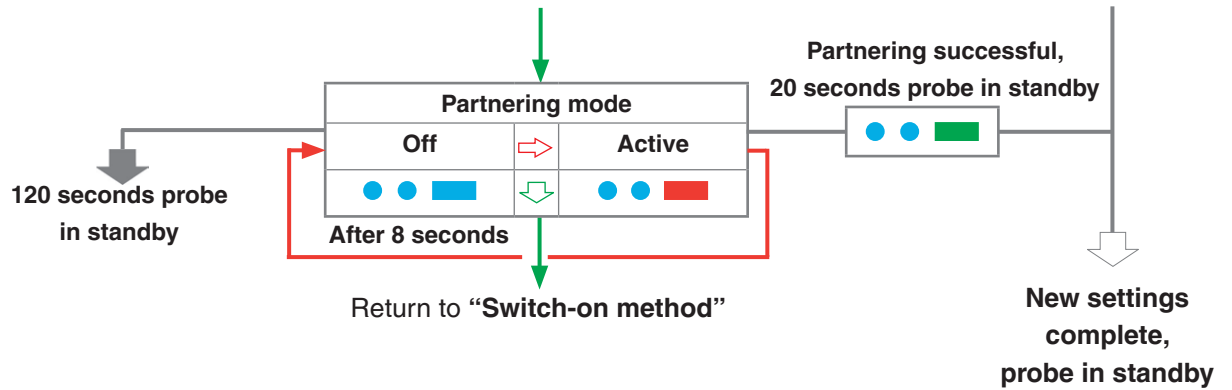 Partnering successful,
20 seconds probe in standby
Partnering mode
Off
Active
120 seconds probe
in standby
After 8 seconds
Return to “Switch-on method”
New settings
complete,
probe in standby